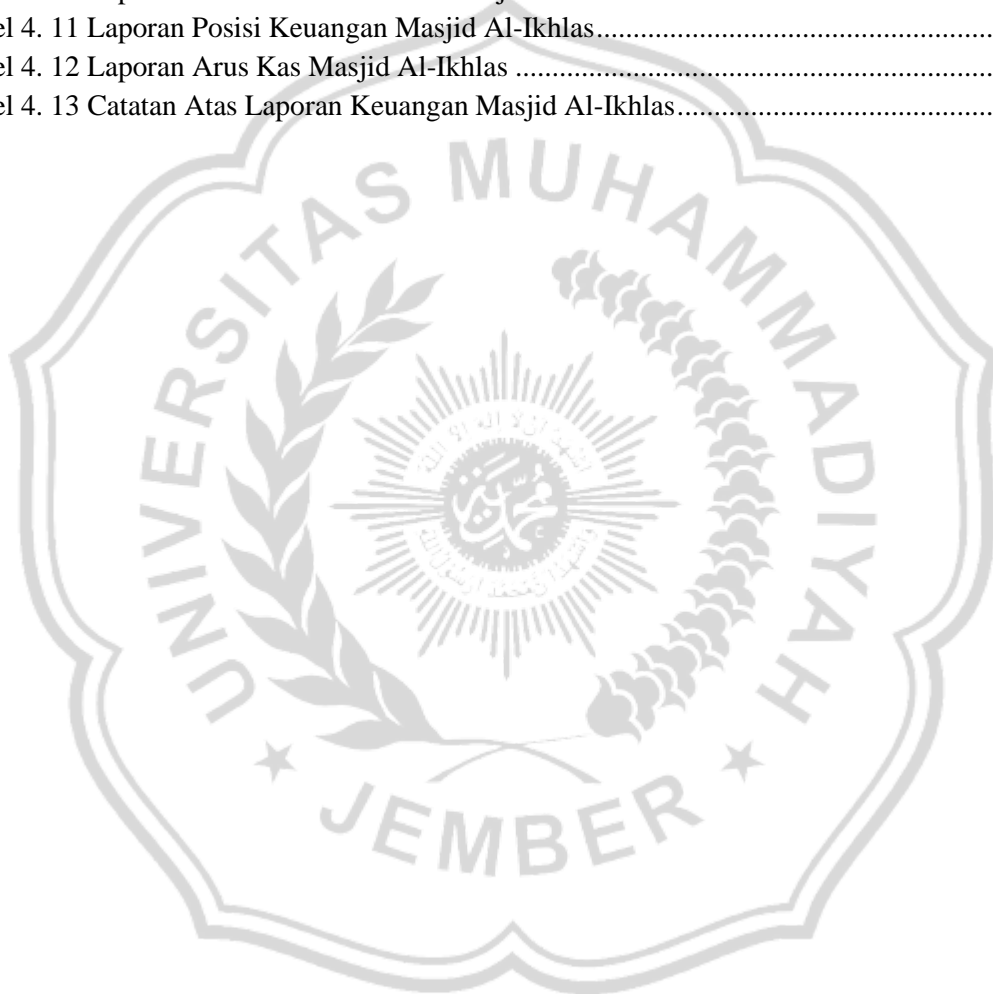 el 4. 11 Laporan Posisi Keuangan Masjid Al-Ikhlas
el 4. 12 Laporan Arus Kas Masjid Al-Ikhlas
el 4. 13 Catatan Atas Laporan Keuangan Masjid Al-Ikhlas
UNIVERSITAS MUHAMMADIYAH
JEMBER
محمد